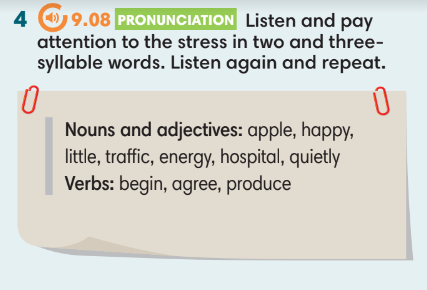 4 9.08 PRONUNCIATION Listen and pay
attention to the stress in two and three-
syllable words. Listen again and repeat.
Nouns and adjectives: apple, happy,
little, traffic, energy, hospital, quietly
Verbs: begin, agree, produce